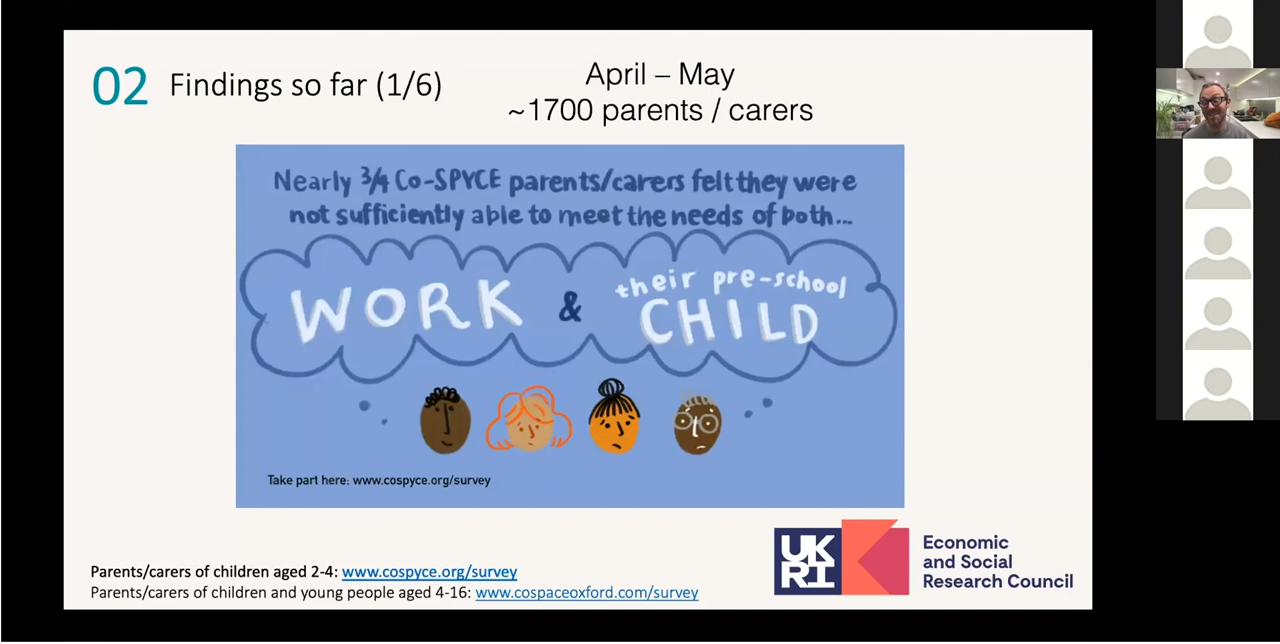 02 Findings so far (1/6)
April – May
~1700 parents / carers
Nearly ¾ Co-SPYCE parents/carers felt they were
not sufficiently able to meet the needs of both...
WORK & their pre-school CHILD
Take part here: www.cospyce.org/survey
UK
RI
Economic
and Social
Research Council
Parents/carers of children aged 2-4: www.cospyce.org/survey
Parents/carers of children and young people aged 4-16: www.cospaceoxford.com/survey